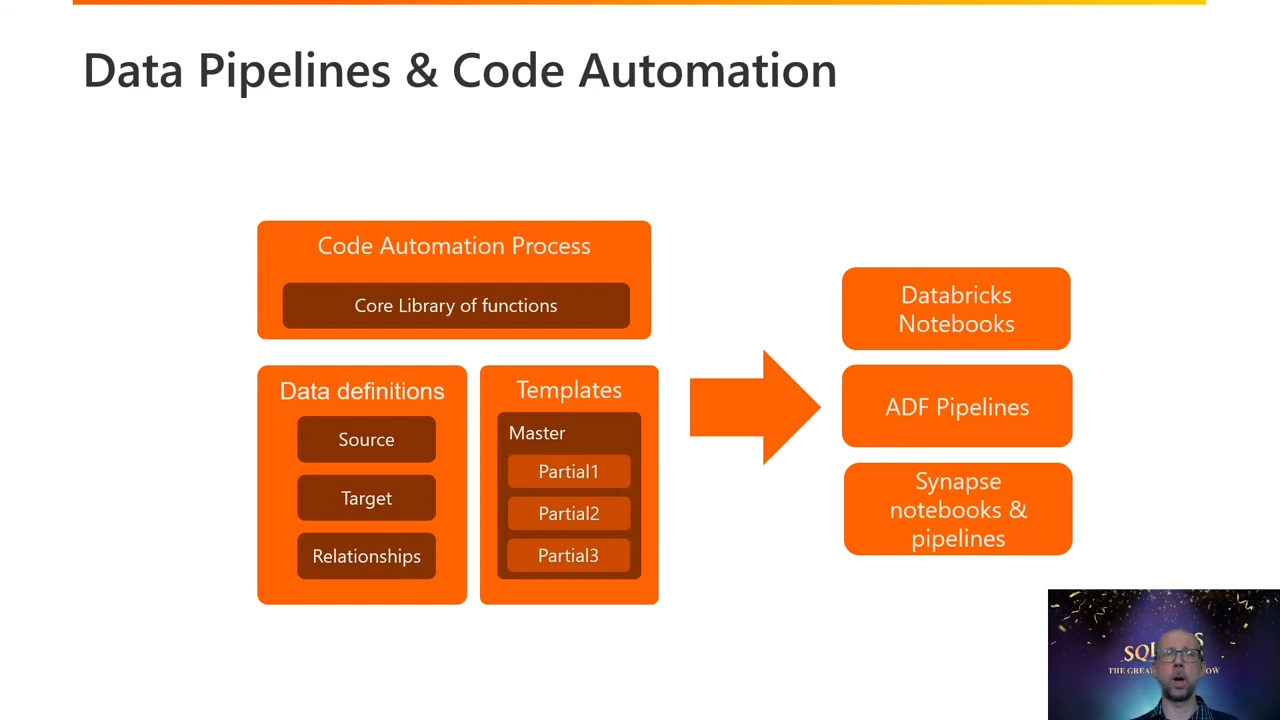 Data Pipelines & Code Automation
Code Automation Process
Core Library of functions
Data definitions
Source
Target
Relationships
Templates
Master
Partial1
Partial2
Partial3
Databricks
Notebooks
ADF Pipelines
Synapse
notebooks &
pipelines
THE